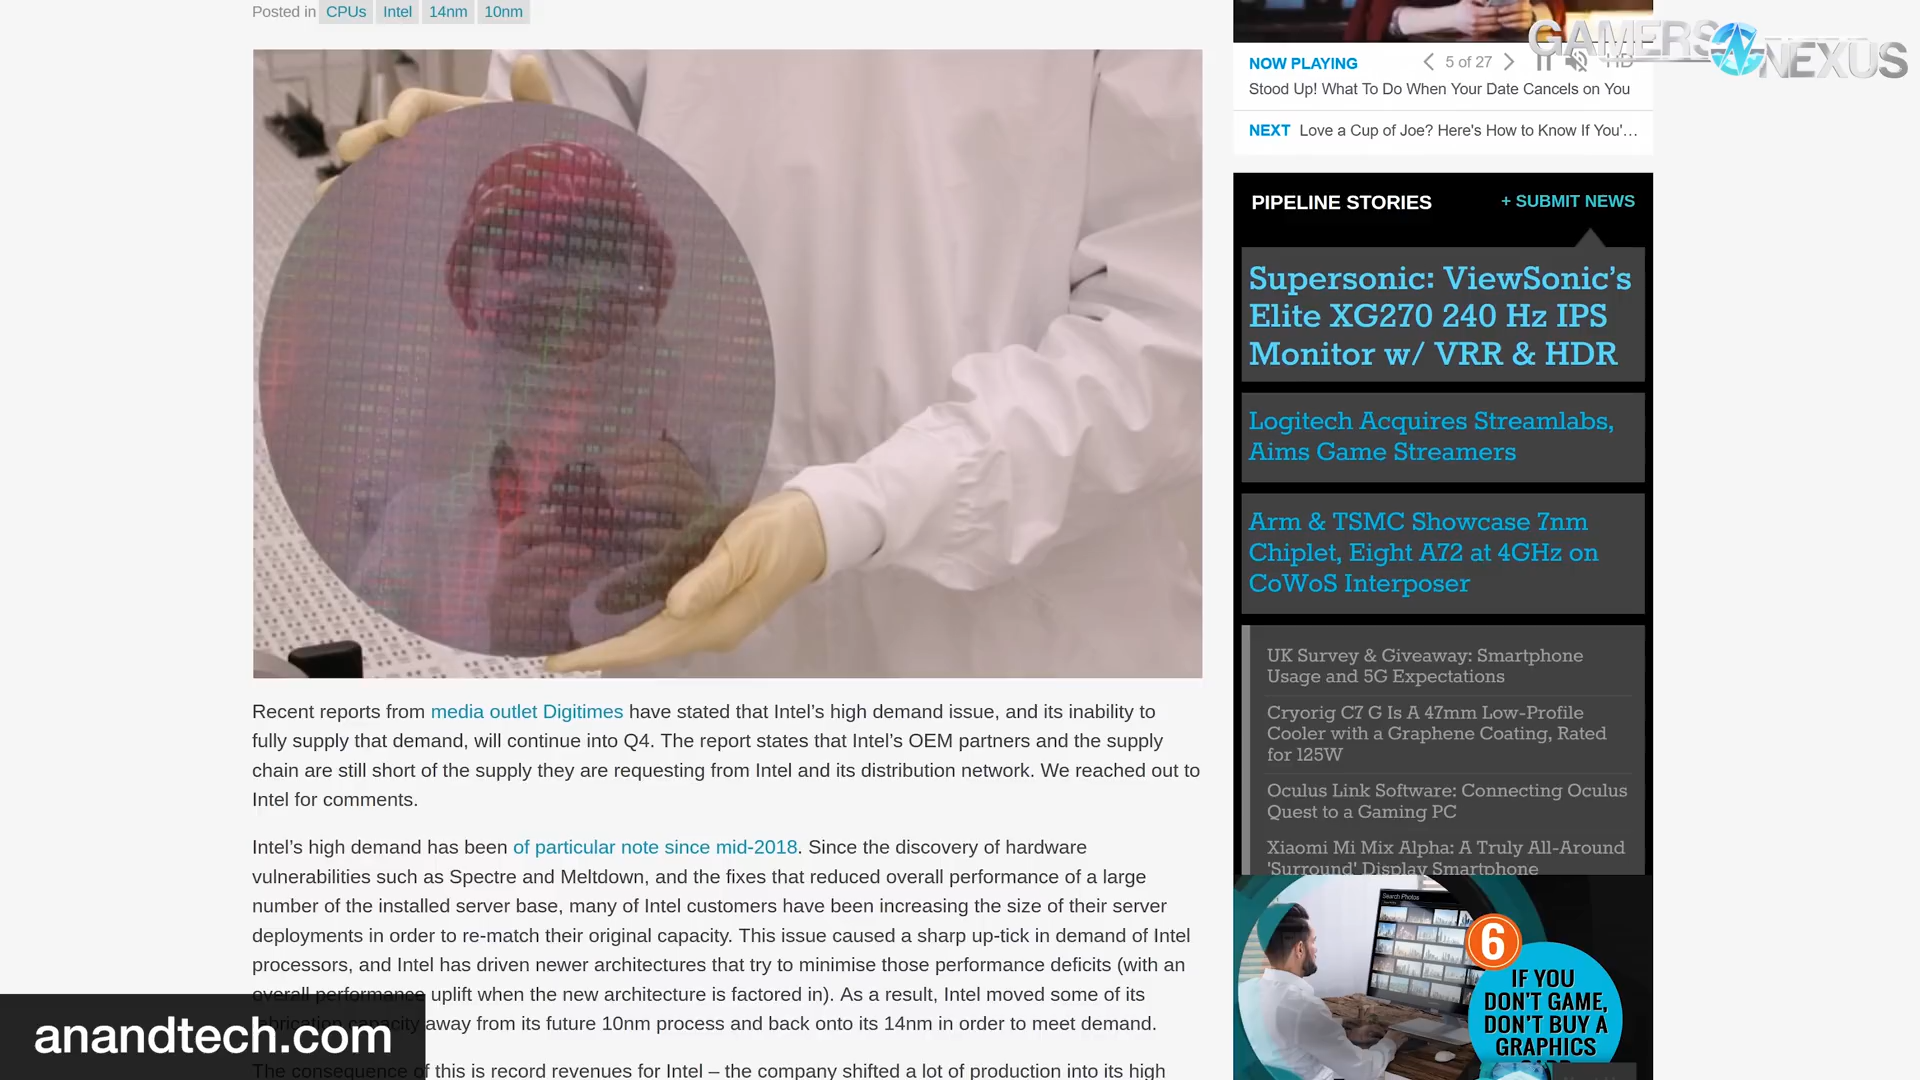 Posted in CPUs Intel 14nm 10nm
GAMERS NEXUS
NOW PLAYING
5 of 27
HD
Stood Up! What To Do When Your Date Cancels on You
NEXT Love a Cup of Joe? Here's How to Know If You'...
PIPELINE STORIES
+ SUBMIT NEWS
Supersonic: ViewSonic's
Elite XG270 240 Hz IPS
Monitor w/ VRR & HDR
Logitech Acquires Streamlabs,
Aims Game Streamers
Arm & TSMC Showcase 7nm
Chiplet, Eight A72 at 4GHz on
CoWoS Interposer
UK Survey & Giveaway: Smartphone
Usage and 5G Expectations
Cryorig C7 G Is A 47mm Low-Profile
Cooler with a Graphene Coating, Rated
for 125W
Oculus Link Software: Connecting Oculus
Quest to a Gaming PC
Xiaomi Mi Mix Alpha: A Truly All-Around
'Surround' Display Smartphone
Search Photos
6
IF YOU
DON'T GAME,
DON'T BUY A
GRAPHICS
CARD
Recent reports from media outlet Digitimes have stated that Intel's high demand issue, and its inability to
fully supply that demand, will continue into Q4. The report states that Intel's OEM partners and the supply
chain are still short of the supply they are requesting from Intel and its distribution network. We reached out to
Intel for comments.
Intel's high demand has been of particular note since mid-2018. Since the discovery of hardware
vulnerabilities such as Spectre and Meltdown, and the fixes that reduced overall performance of a large
number of the installed server base, many of Intel customers have been increasing the size of their server
deployments in order to re-match their original capacity. This issue caused a sharp up-tick in demand of Intel
processors, and Intel has driven newer architectures that try to minimise those performance deficits (with an
overall performance uplift when the new architecture is factored in). As a result, Intel moved some of its
fabrication capacity away from its future 10nm process and back onto its 14nm in order to meet demand.
The consequence of this is record revenues for Intel – the company shifted a lot of production into its high
anandtech.com